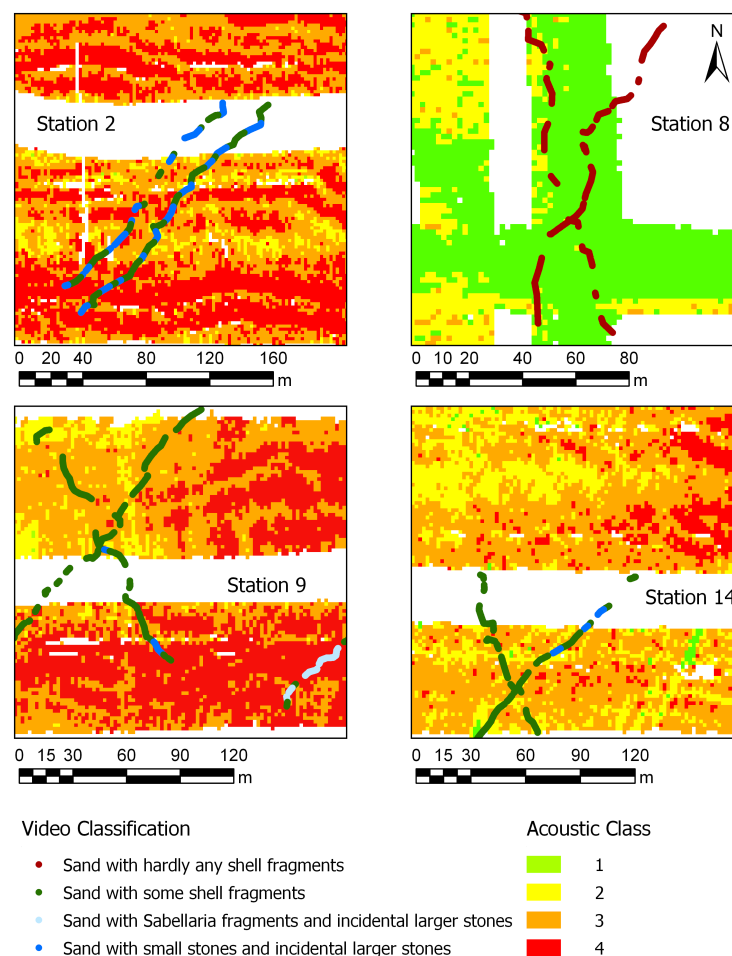 Station 2
N
Station 8
0 20 40 80 120 160
m
0 10 20 40 60 80
m
Station 9
Station 14
0 15 30 60 90 120
m
0 15 30 60 90 120
m
Video Classification
Acoustic Class
Sand with hardly any shell fragments
1
Sand with some shell fragments
2
Sand with Sabellaria fragments and incidental larger stones
3
Sand with small stones and incidental larger stones
4